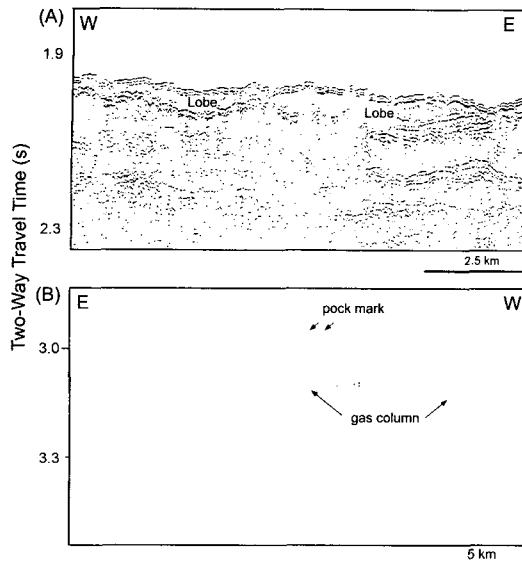 (A)
W
E
1.9
Lobe
Lobe
Two-Way Travel Time (s)
2.3
2.5 km
(B)
E
W
pock mark
3.0
gas column
3.3
5 km